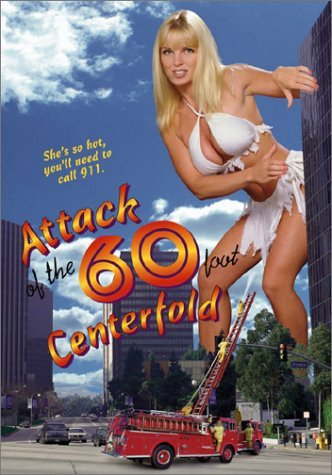 She's so hot,
you'll need to
call 911.
Attack
of the 60 foot
Centerfold